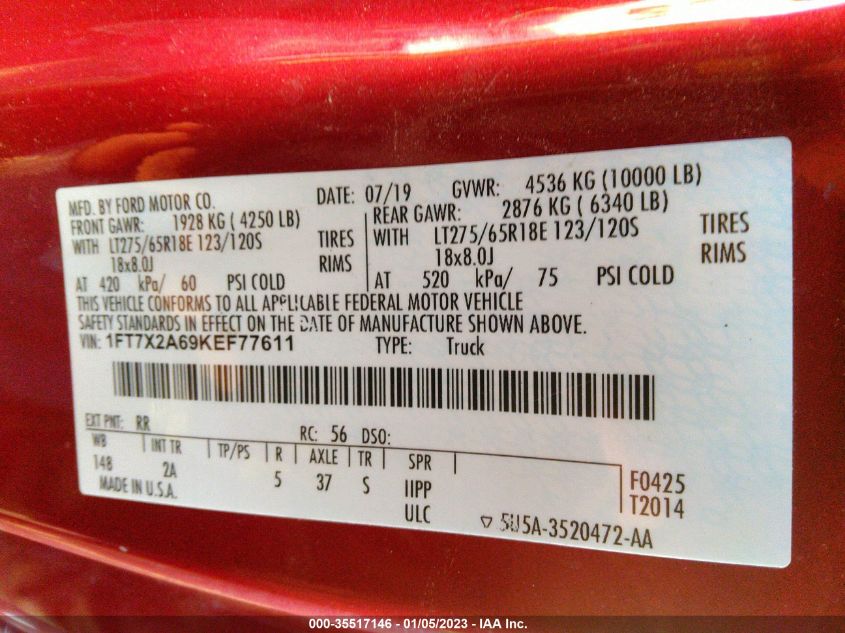 MFD. BY FORD MOTOR CO. DATE: 07/19 GVWR: 4536 KG (10000 LB)
FRONT GAWR: 1928 KG ( 4250 LB) REAR GAWR: 2876 KG ( 6340 LB)
WITH LT275/65R18E 123/120S TIRES WITH LT275/65R18E 123/120S TIRES
18x8.0J RIMS 18x8.0J RIMS
AT 420 kPa/ 60 PSI COLD AT 520 kPa/ 75 PSI COLD
THIS VEHICLE CONFORMS TO ALL APPLICABLE FEDERAL MOTOR VEHICLE
SAFETY STANDARDS IN EFFECT ON THE DATE OF MANUFACTURE SHOWN ABOVE.
VIN: 1FT7X2A69KEF77611 TYPE: Truck
EXT PNT: RR RC: 56 DSO:
WB INT TR TP/PS R AXLE TR SPR
148 2A 5 37 S IIPP F0425
MADE IN U.S.A. ULC T2014
▽ 5U5A-3520472-AA
000-35517146 - 01/05/2023 - IAA Inc.